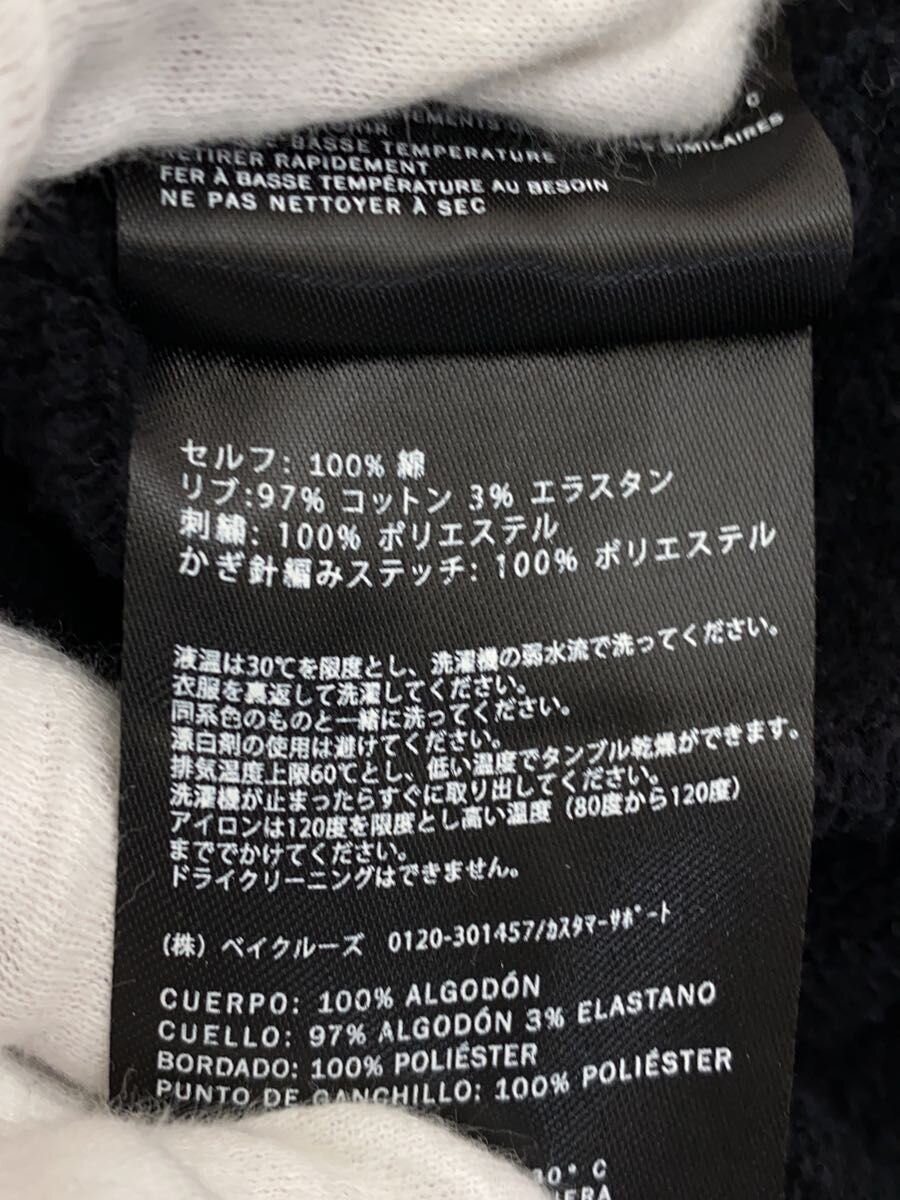 BASSE TEMPERATURE SIMILAIRES
RETIRER RAPIDEMENT
FER À BASSE TEMPÉRATURE AU BESOIN
NE PAS NETTOYER À SEC
セルフ: 100% 綿
リブ:97% コットン 3% エラスタン
刺繍: 100% ポリエステル
かぎ針編みステッチ: 100% ポリエステル
液温は30℃を限度とし、洗濯機の弱水流で洗ってください。
衣服を裏返して洗濯してください。
同系色のものと一緒に洗ってください。
漂白剤の使用は避けてください。
排気温度上限60℃とし、低い温度でタンブル乾燥ができます。
洗濯機が止まったらすぐに取り出してください。
アイロンは120度を限度とし高い温度（80度から120度）
まででかけてください。
ドライクリーニングはできません。
（株）ベイクルーズ 0120-301457/ｶｽﾀﾏｰｻﾎﾟｰﾄ
CUERPO: 100% ALGODÓN
CUELLO: 97% ALGODÓN 3% ELASTANO
BORDADO: 100% POLIÉSTER
PUNTO DE GANCHILLO: 100% POLIÉSTER
° C